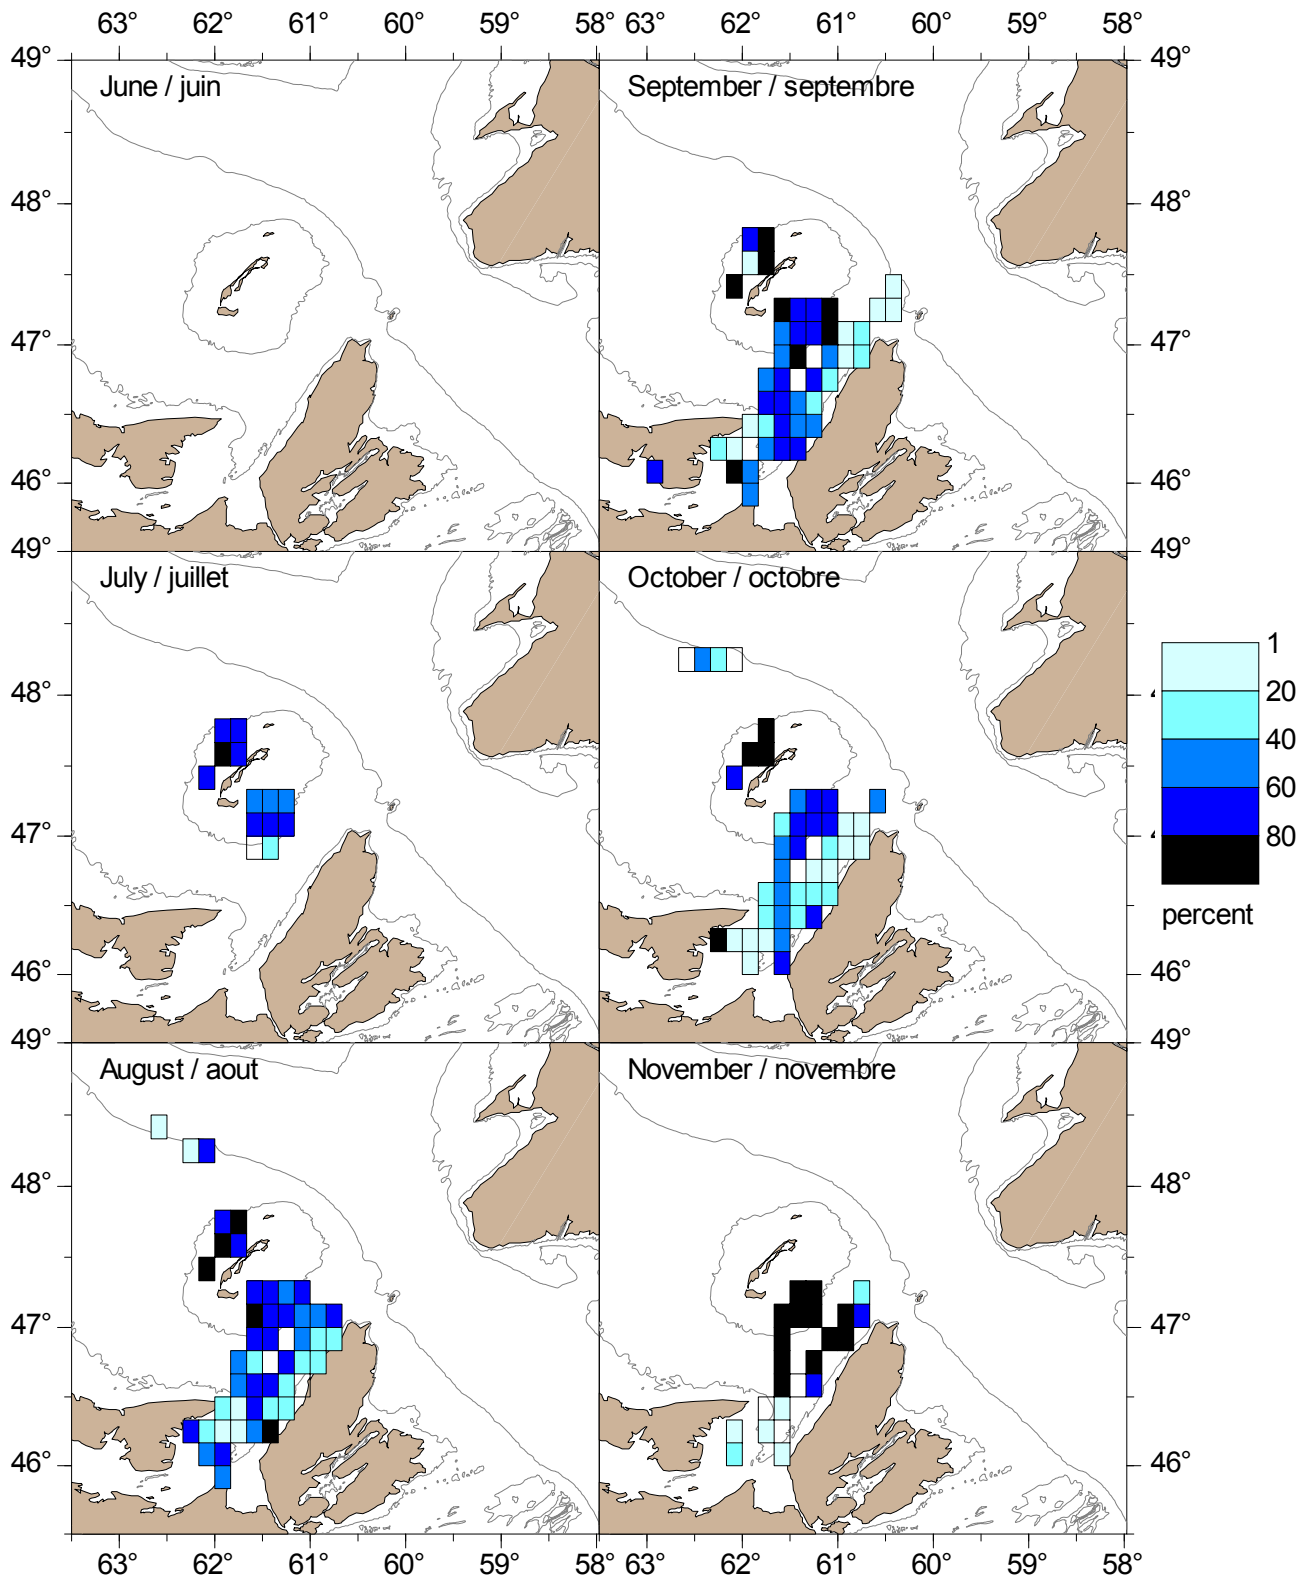 63° 62° 61° 60° 59° 58° 63° 62° 61° 60° 59° 58°
49° 49°
June / juin September / septembre
48° 48°
47° 47°
46° 46°
49° 49°
July / juillet October / octobre
1
20
48° 48°
40
60
47° 80 47°
percent
46° 46°
49° 49°
August / aout November / novembre
48° 48°
47° 47°
46° 46°
63° 62° 61° 60° 59° 58° 63° 62° 61° 60° 59° 58°